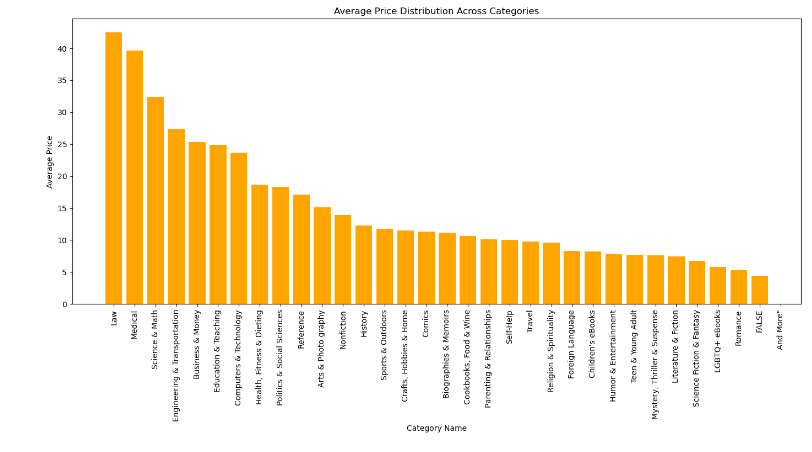 Average Price Distribution Across Categories
40
35
30
25
20
15
10
5
0
Average Price
Law
Medical
Science & Math
Engineering & Transportation
Business & Money
Education & Teaching
Computers & Technology
Health, Fitness & Dieting
Politics & Social Sciences
Reference
Arts & Photo graphy
Nonfiction
History
Sports & Outdoors
Crafts, Hobbies & Home
Comics
Biographies & Memoirs
Cookbooks, Food & Wine
Parenting & Relationships
Self-Help
Travel
Religion & Spirituality
Foreign Language
Children's eBooks
Humor & Entertainment
Teen & Young Adult
Mystery, Thriller & Suspense
Literature & Fiction
Science Fiction & Fantasy
LGBTQ+ eBooks
Romance
FALSE
And More"
Category Name